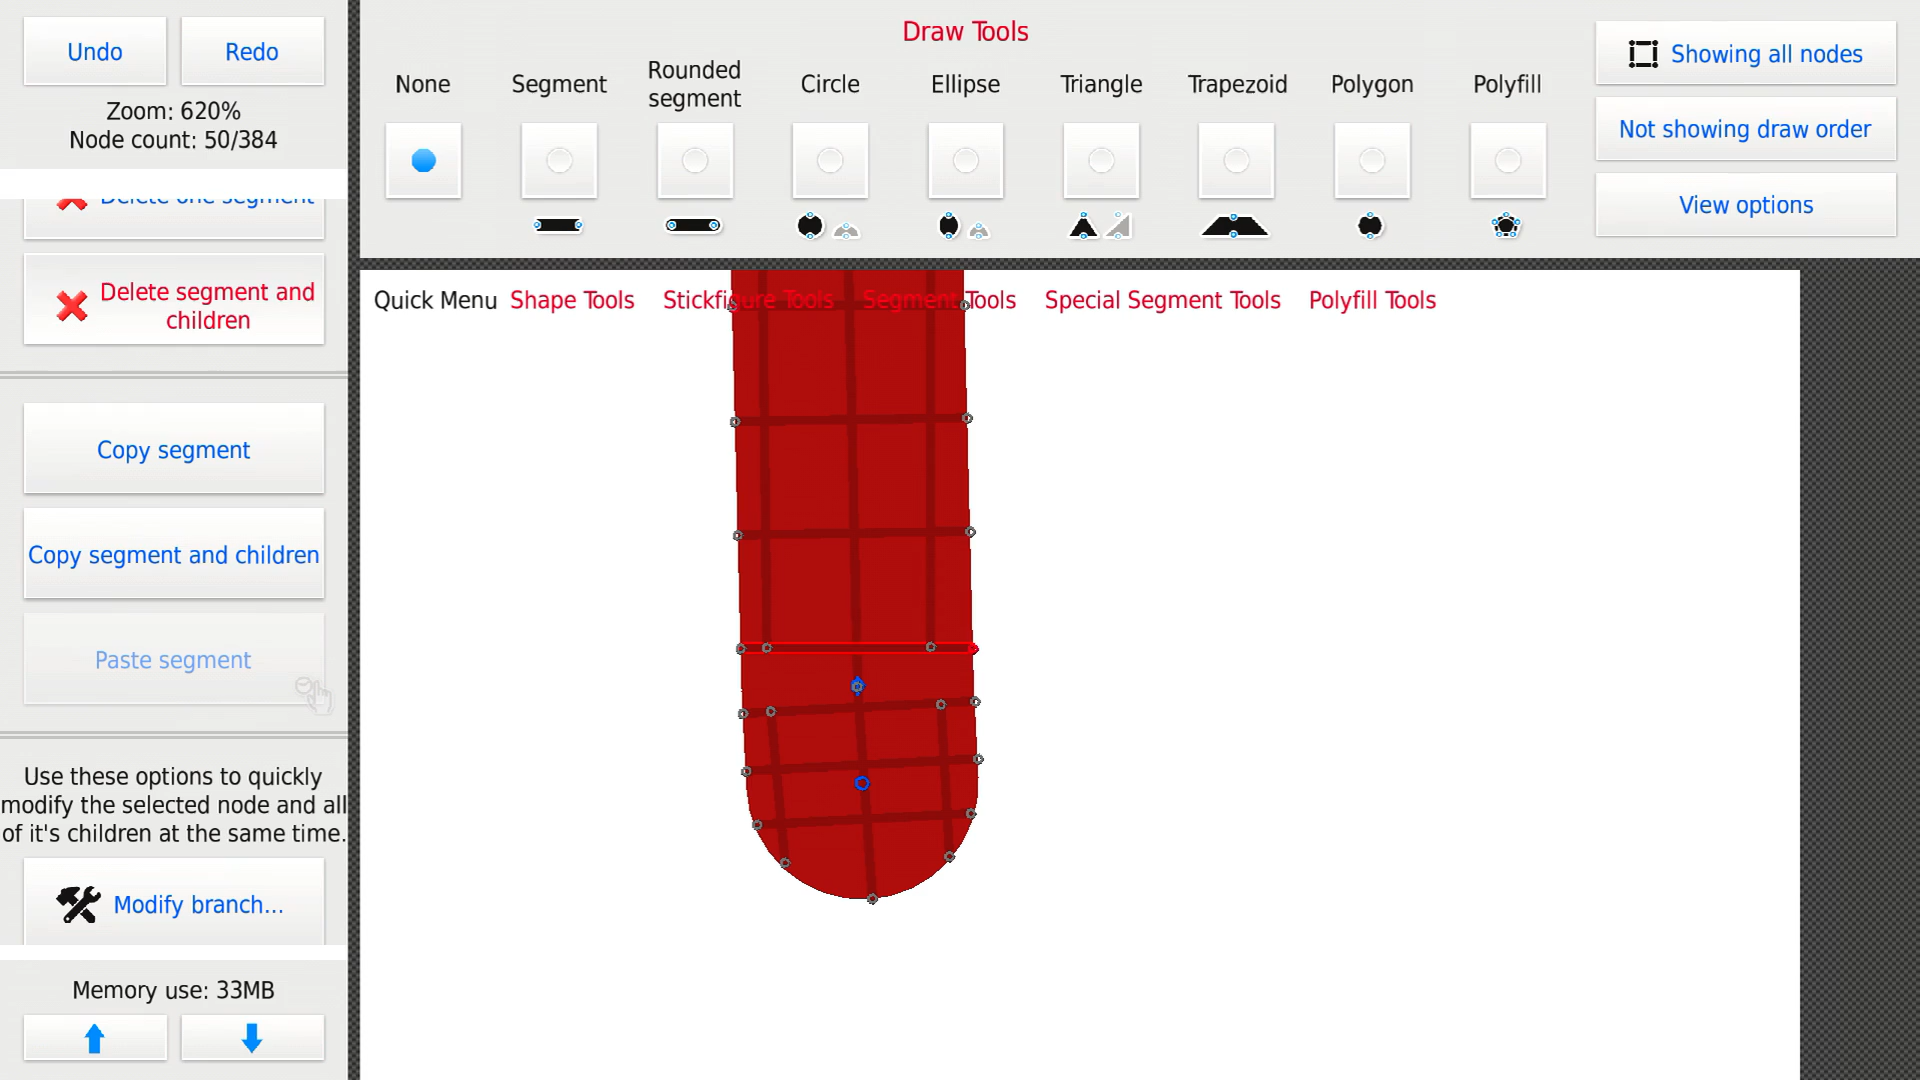 Undo
Redo
Zoom: 620%
Node count: 50/384
Delete one segment
Delete segment and
children
Copy segment
Copy segment and children
Paste segment
Use these options to quickly
modify the selected node and all
of it's children at the same time.
Modify branch...
Memory use: 33MB
Draw Tools
None
Segment
Rounded
segment
Circle
Ellipse
Triangle
Trapezoid
Polygon
Polyfill
Showing all nodes
Not showing draw order
View options
Quick Menu
Shape Tools
Stickfigure Tools
Segment Tools
Special Segment Tools
Polyfill Tools